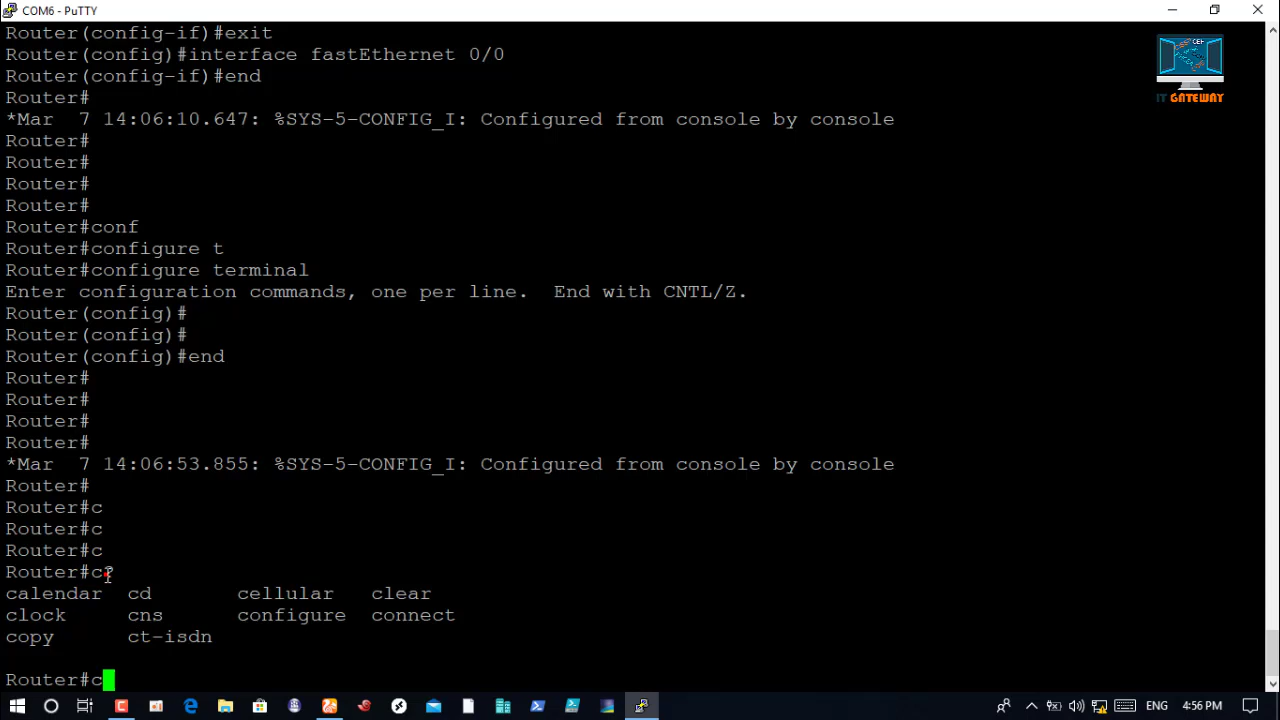 COM6 - PuTTY
Router(config-if)#exit
Router(config)#interface fastEthernet 0/0
Router(config-if)#end
Router#
*Mar  7 14:06:10.647: %SYS-5-CONFIG_I: Configured from console by console
Router#
Router#
Router#
Router#
Router#conf
Router#configure t
Router#configure terminal
Enter configuration commands, one per line.  End with CNTL/Z.
Router(config)#
Router(config)#
Router(config)#end
Router#
Router#
Router#
Router#
*Mar  7 14:06:53.855: %SYS-5-CONFIG_I: Configured from console by console
Router#
Router#c
Router#c
Router#c
Router#c?
calendar  cd       cellular   clear
clock     cns      configure  connect
copy      ct-isdn
Router#c
CEF
IT GATEWAY
ENG 4:56 PM